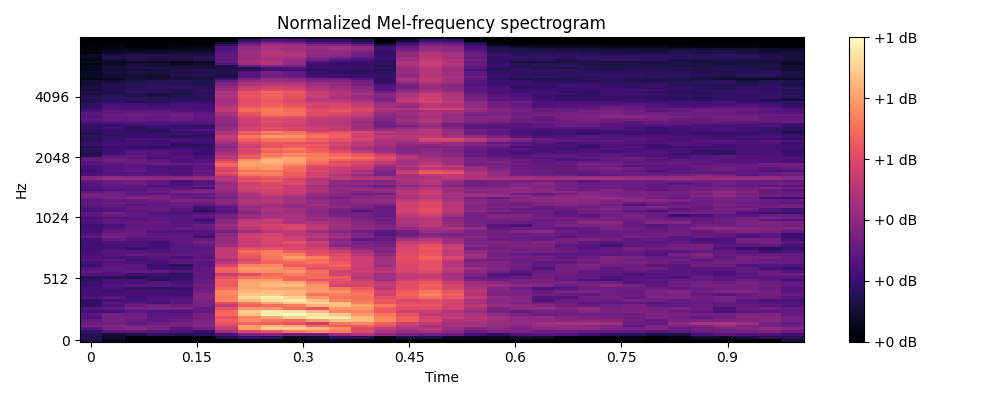 Normalized Mel-frequency spectrogram
+1 dB
4096
+1 dB
2048
+1 dB
Hz
1024
+0 dB
512
+0 dB
0
+0 dB
0 0.15 0.3 0.45 0.6 0.75 0.9
Time